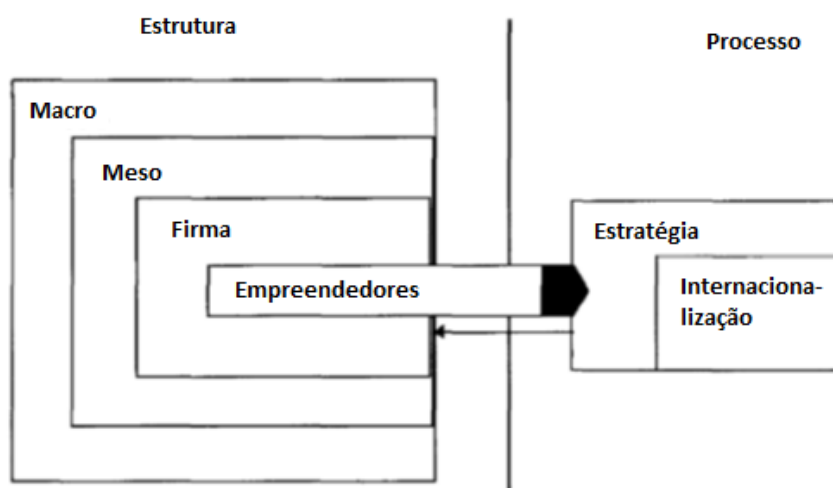 Estrutura
Processo
Macro
Meso
Firma
Estratégia
Empreendedores
Internaciona-
lização